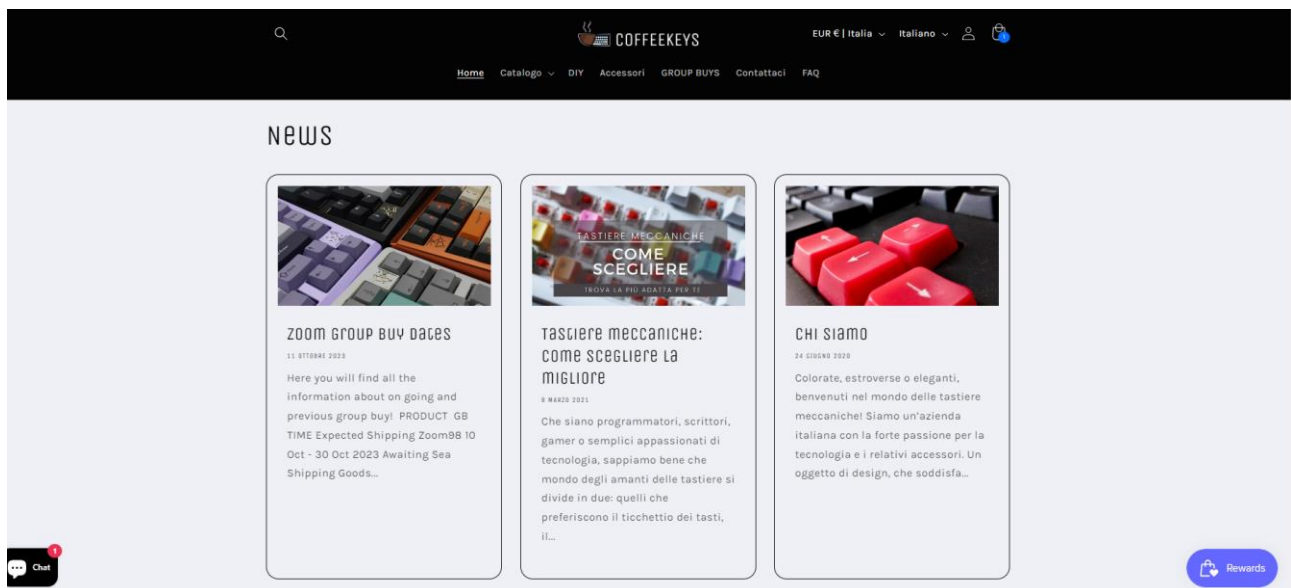 COFFEEKEYS
EUR € | Italia
Italiano
1
Home Catalogo DIY Accessori GROUP BUYS Contattaci FAQ
News
Zoom Group Buy Dates
11 OTTOBRE 2023
Here you will find all the
information about on going and
previous group buy! PRODUCT GB
TIME Expected Shipping Zoom98 10
Oct - 30 Oct 2023 Awaiting Sea
Shipping Goods...
TASTIERE MECCANICHE
COME
SCEGLIERE
TROVA LA PIÙ ADATTA PER TE
Tastiere meccaniche:
come scegliere la
migliore
8 MARZO 2021
Che siano programmatori, scrittori,
gamer o semplici appassionati di
tecnologia, sappiamo bene che
mondo degli amanti delle tastiere si
divide in due: quelli che
preferiscono il ticchettio dei tasti,
il...
Chi siamo
24 GIUGNO 2020
Colorate, estroverse o eleganti,
benvenuti nel mondo delle tastiere
meccaniche! Siamo un'azienda
italiana con la forte passione per la
tecnologia e i relativi accessori. Un
oggetto di design, che soddisfa...
1
Chat
Rewards